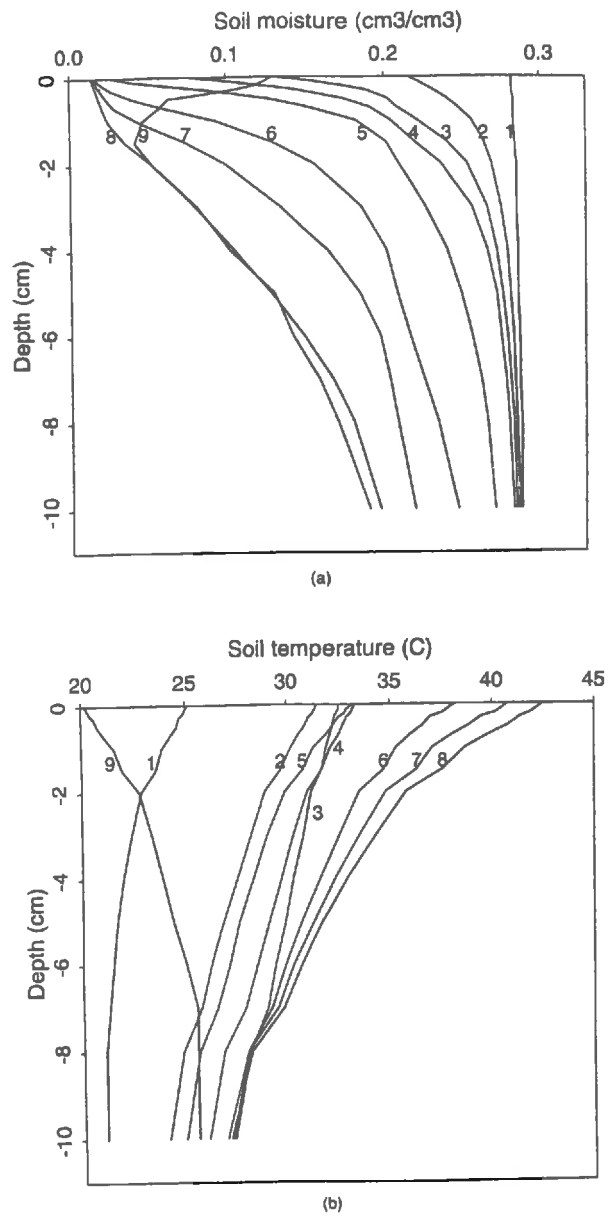 Soil moisture (cm3/cm3)
0.0 0.1 0.2 0.3
0
-2
-4
-6
-8
-10
Depth (cm)
8 9 7 6 5 4 3 2 1
(a)
Soil temperature (C)
20 25 30 35 40 45
0
-2
-4
-6
-8
-10
Depth (cm)
9 1 2 5 4 6 7 8
3
(b)